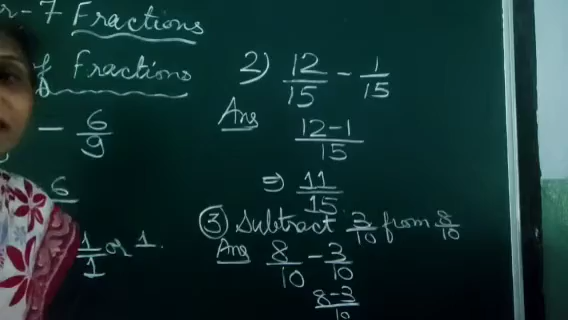 r-7 Fractions
f Fractions
- 6/9
6
1/1 or 1.
2) 12/15 - 1/15
Ans 12-1/15
⇒ 11/15
③ Subtract 3/10 from 8/10
Ans 8/10 - 3/10
8-3/10